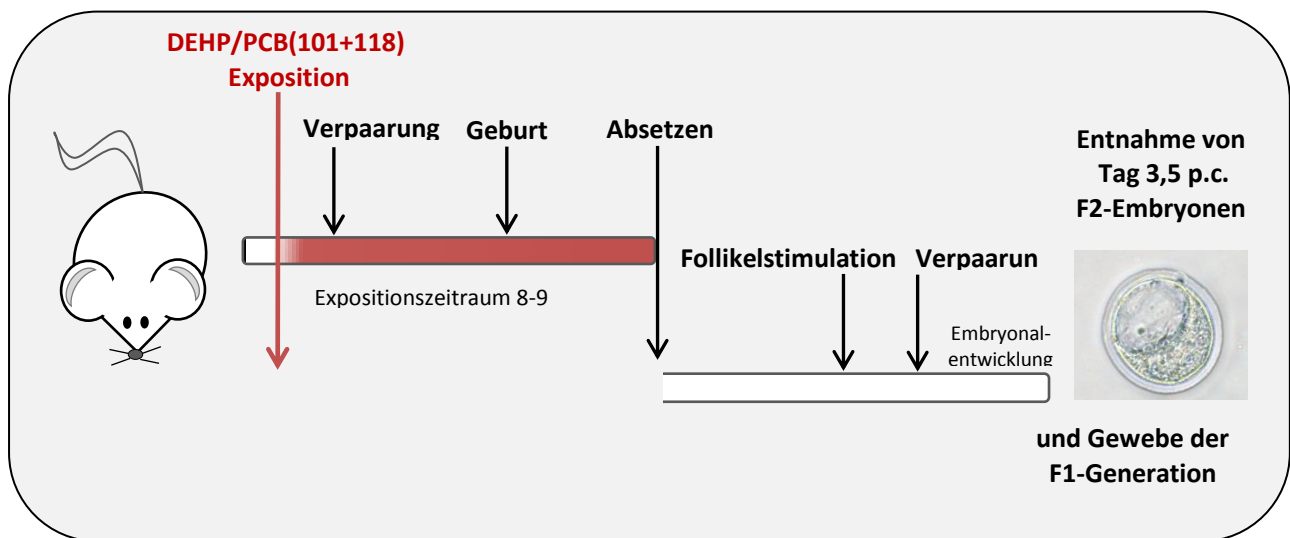 DEHP/PCB(101+118)
Exposition
Verpaarung
Geburt
Absetzen
Expositionszeitraum 8-9
Follikelstimulation
Verpaarun
Embryonal-
entwicklung
Entnahme von
Tag 3,5 p.c.
F2-Embryonen
und Gewebe der
F1-Generation